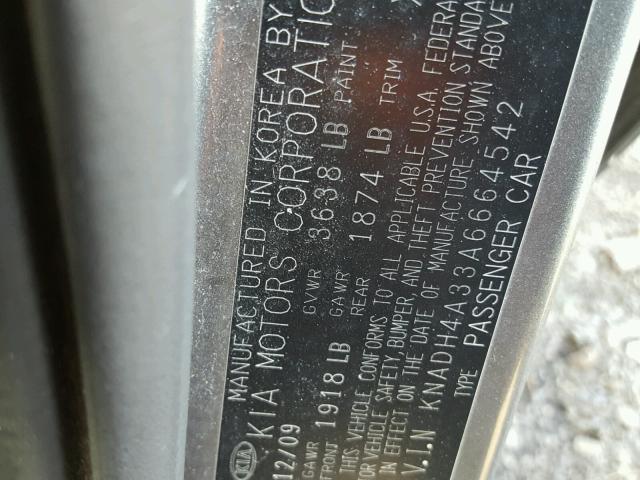 KIA MANUFACTURED IN KOREA BY
KIA MOTORS CORPORATIO
12/09 GVWR 3638 LB PAINT
GAWR FRONT 1918 LB GAWR REAR 1874 LB TRIM
THIS VEHICLE CONFORMS TO ALL APPLICABLE U.S.A. FEDERA
OR VEHICLE SAFETY, BUMPER, AND THEFT PREVENTION STANDA
IN EFFECT ON THE DATE OF MANUFACTURE SHOWN ABOVE
V.I.N KNADH4A33A6664542
TYPE PASSENGER CAR